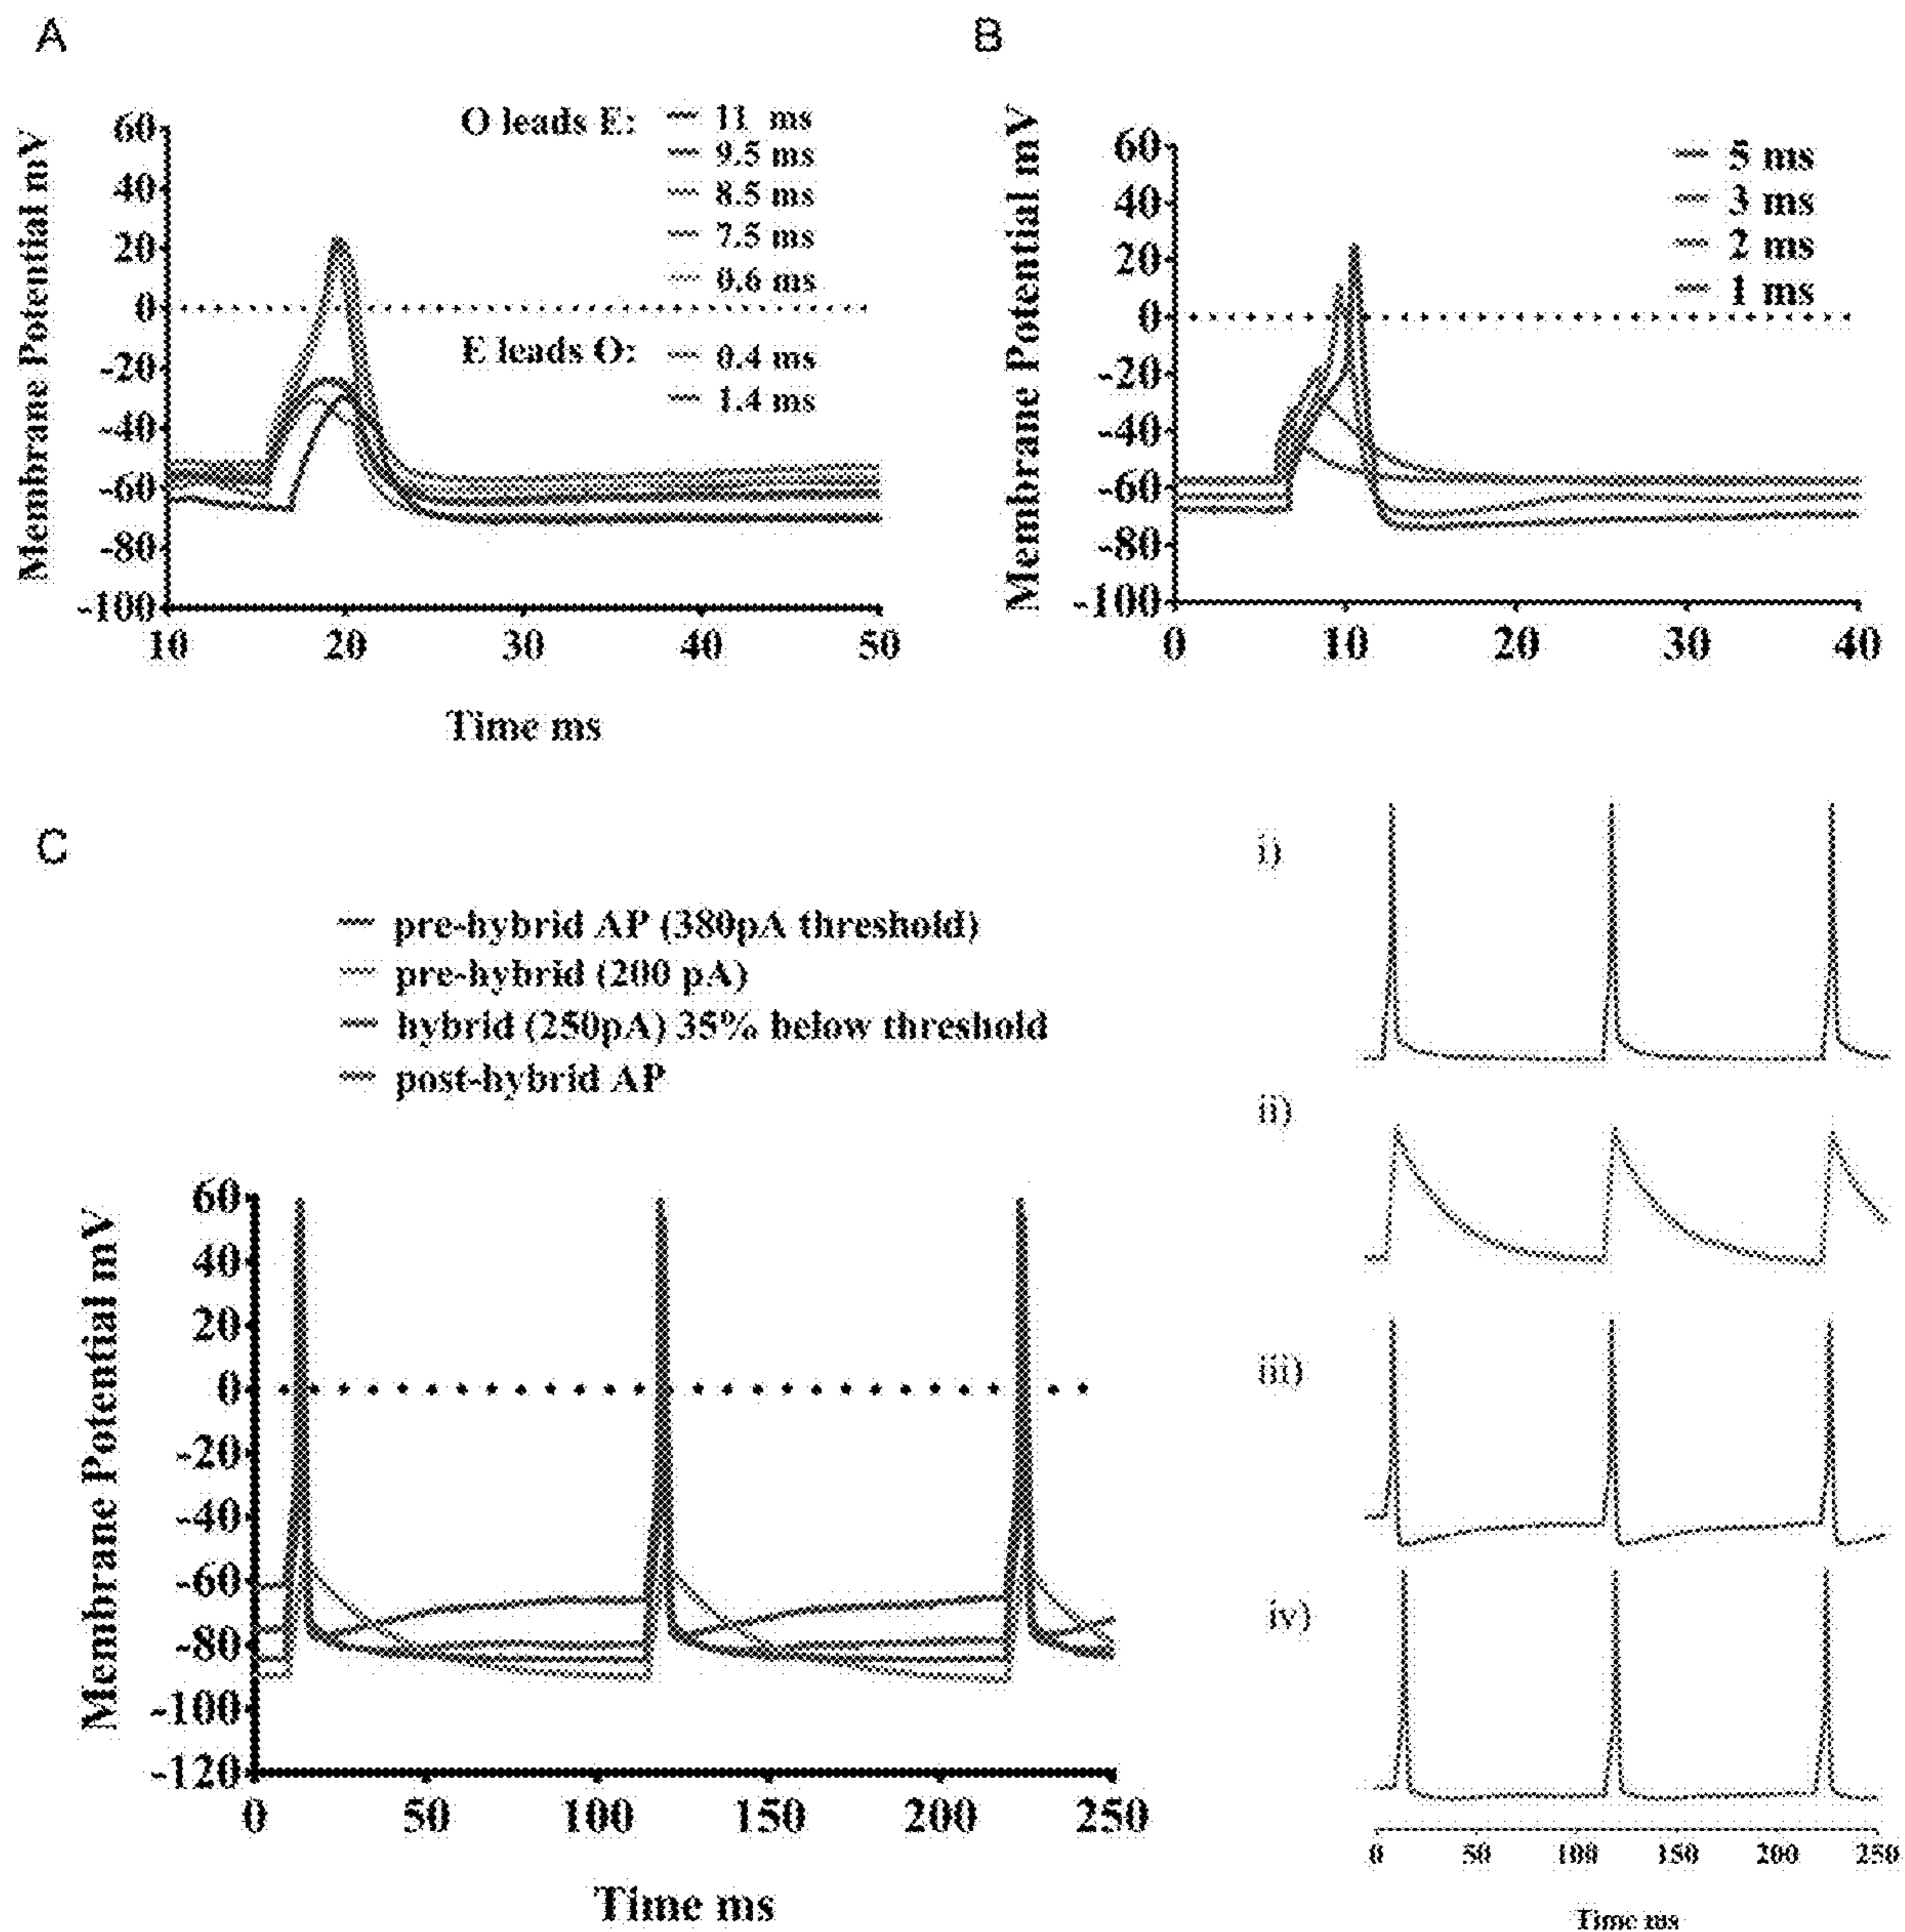 A
Membrane Potential mV
60
40
20
0
-20
-40
-60
-80
-100
10 20 30 40 50
Time ms
O leads E:
11 ms
9.5 ms
8.5 ms
7.5 ms
0.6 ms
E leads O:
0.4 ms
1.4 ms
B
Membrane Potential mV
60
40
20
0
-20
-40
-60
-80
-100
0 10 20 30 40
5 ms
3 ms
2 ms
1 ms
C
pre-hybrid AP (380pA threshold)
pre-hybrid (200 pA)
hybrid (250pA) 35% below threshold
post-hybrid AP
Membrane Potential mV
60
40
20
0
-20
-40
-60
-80
-100
-120
0 50 100 150 200 250
Time ms
i)
ii)
iii)
iv)
0 50 100 150 200 250
Time ms